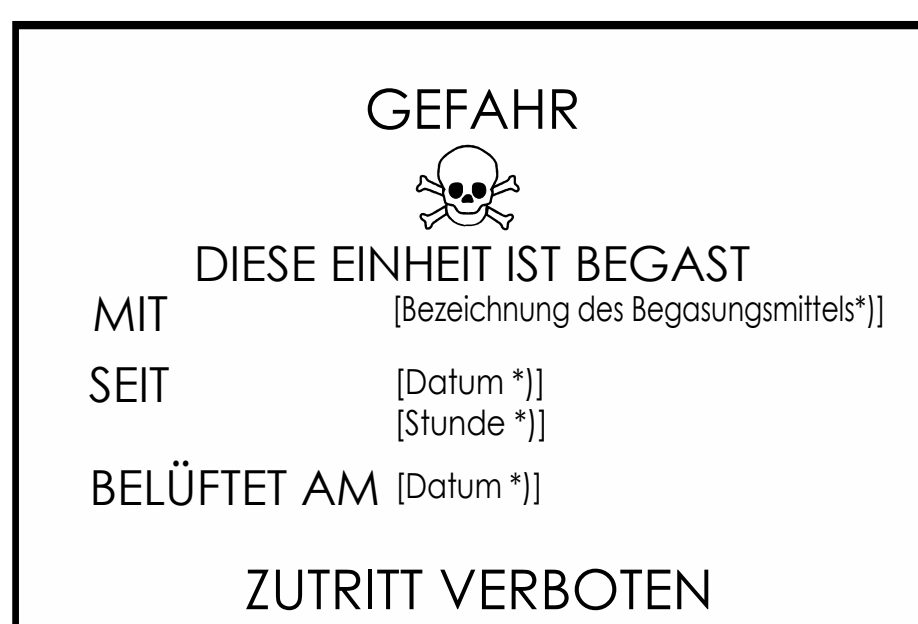 GEFAHR
DIESE EINHEIT IST BEGAST
MIT [Bezeichnung des Begasungsmittels*)]
SEIT [Datum *)]
[Stunde *)]
BELÜFTET AM [Datum *)]
ZUTRITT VERBOTEN